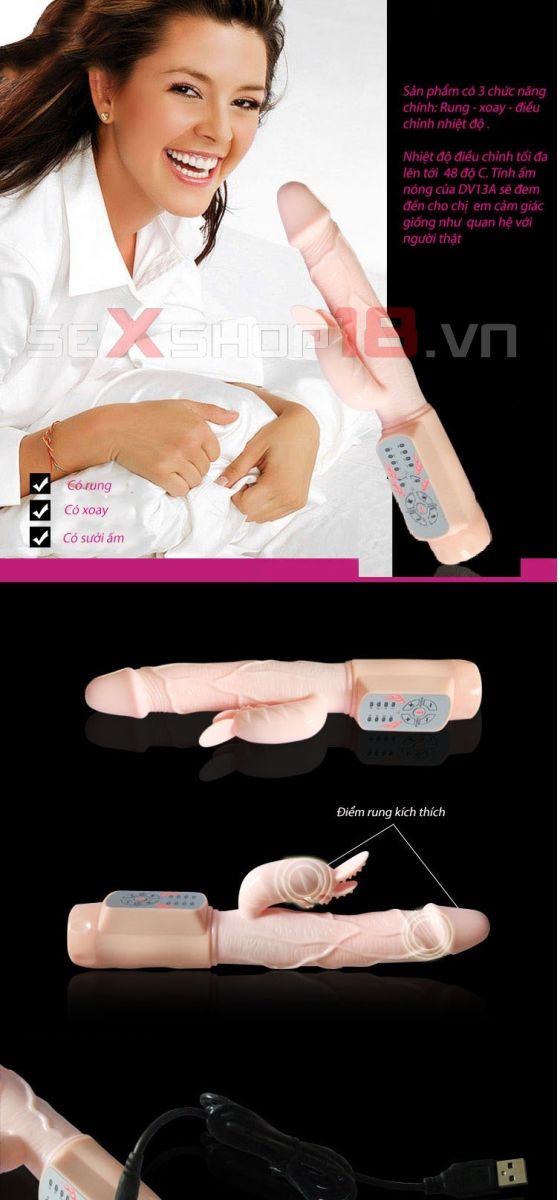 Sản phẩm có 3 chức năng
chính: Rung - xoay - điều
chỉnh nhiệt độ .
Nhiệt độ điều chỉnh tối đa
lên tới 48 độ C. Tính ấm
nóng của DV13A sẽ đem
đến cho chị em cảm giác
giống như quan hệ với
người thật
seXshop18.vn
Có rung
Có xoay
Có sưởi ấm
Điểm rung kích thích